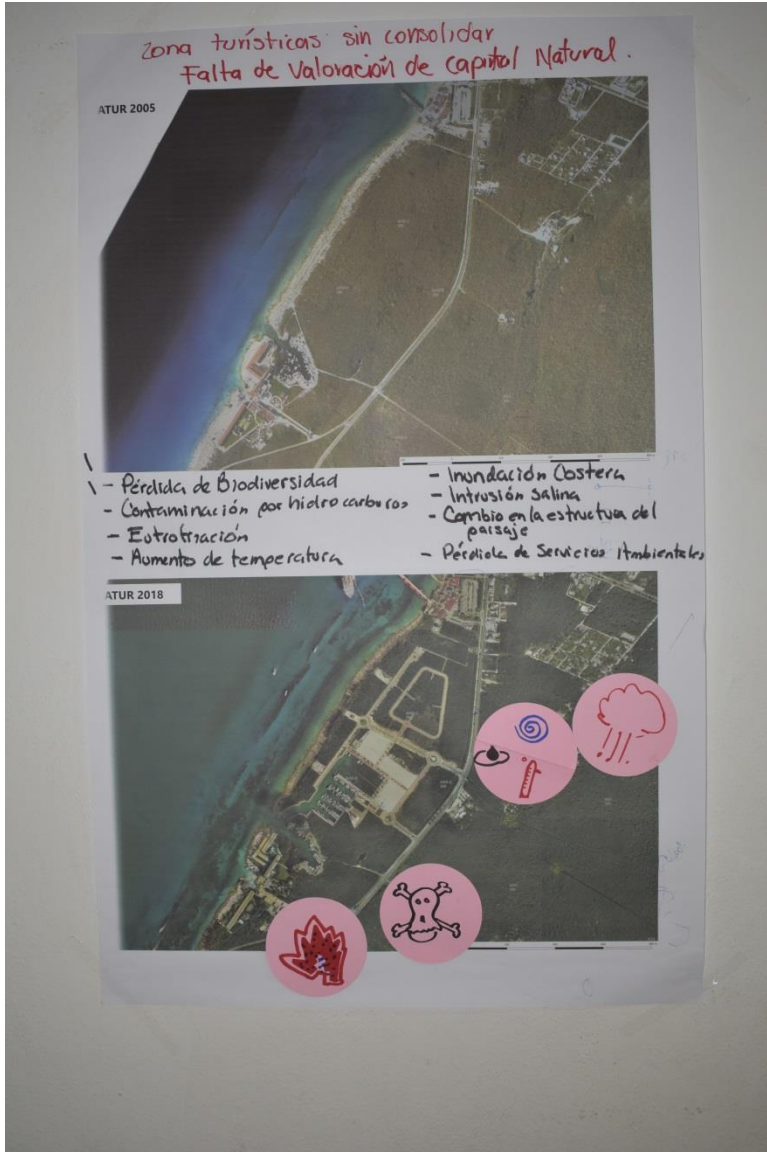 Zona turísticas sin consolidar
Falta de Valoración de capital Natural.
ATUR 2005
- Pérdida de Biodiversidad
- Contaminación por hidrocarburos
- Eutrofización
- Aumento de temperatura
- Inundación Costera
- Intrusión Salina
- Cambio en la estructura del
paisaje
- Pérdida de Servicios Ambientales
ATUR 2018